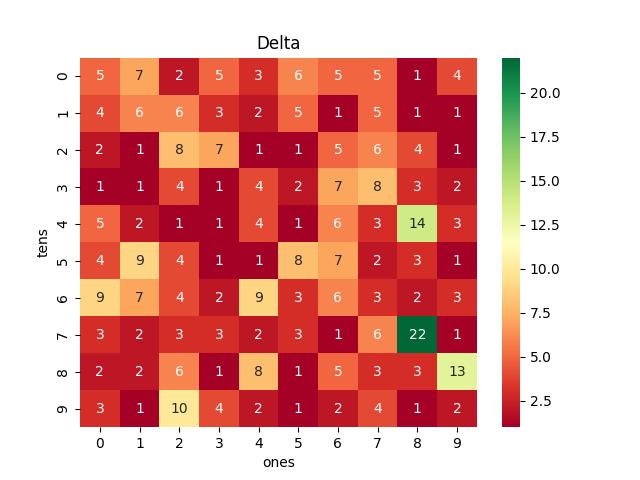 Delta
0 5 7 2 5 3 6 5 5 1 4
1 4 6 6 3 2 5 1 5 1 1
2 2 1 8 7 1 1 5 6 4 1
3 1 1 4 1 4 2 7 8 3 2
4 5 2 1 1 4 1 6 3 14 3
5 4 9 4 1 1 8 7 2 3 1
6 9 7 4 2 9 3 6 3 2 3
7 3 2 3 3 2 3 1 6 22 1
8 2 2 6 1 8 1 5 3 3 13
9 3 1 10 4 2 1 2 4 1 2
0 1 2 3 4 5 6 7 8 9
ones
tens
20.0
17.5
15.0
12.5
10.0
7.5
5.0
2.5